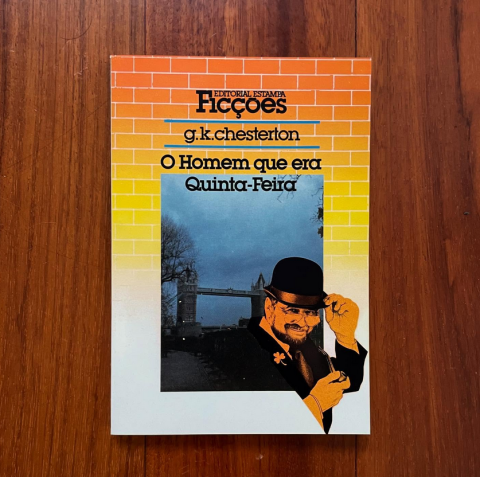 EDITORIAL ESTAMPA
Ficções
g.k.chesterton
O Homem que era
Quinta-Feira